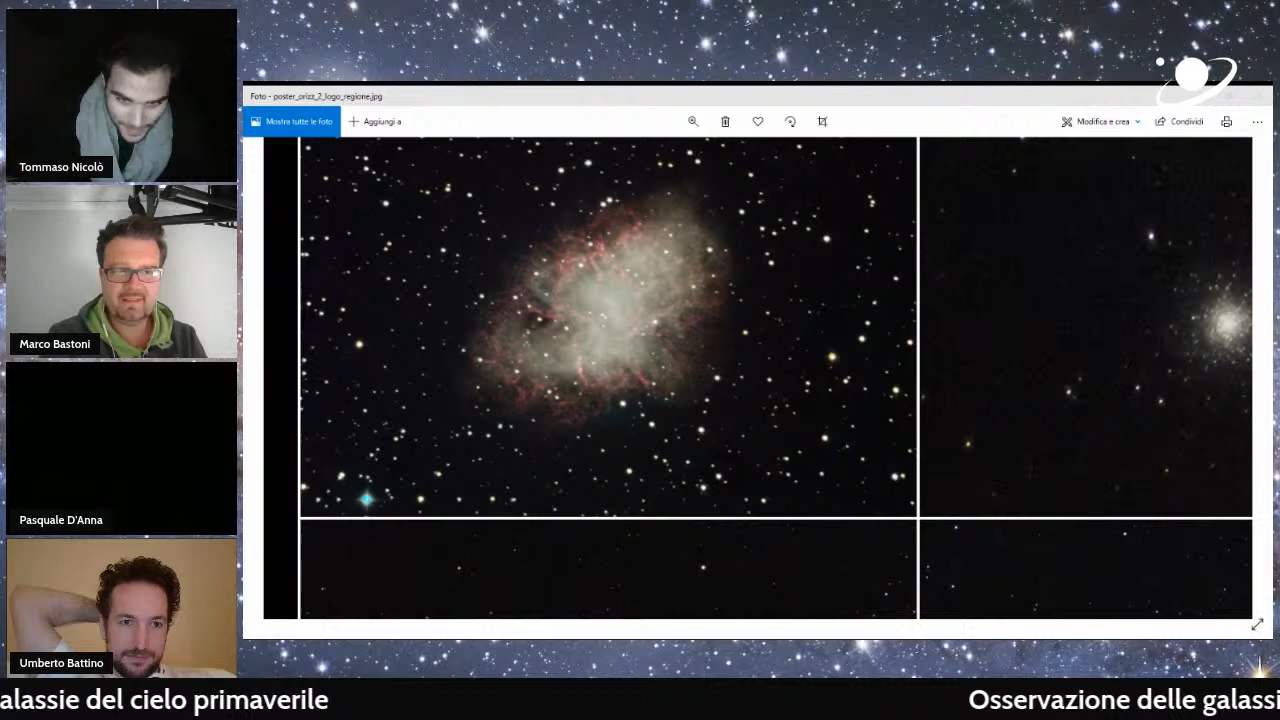 Tommaso Nicolò
Marco Bastoni
Pasquale D'Anna
Umberto Battino
Foto - poster_orizz_2_logo_regione.jpg
Mostra tutte le foto
Aggiungi a
Modifica e crea
Condividi
alassie del cielo primaverile
Osservazione delle galassi